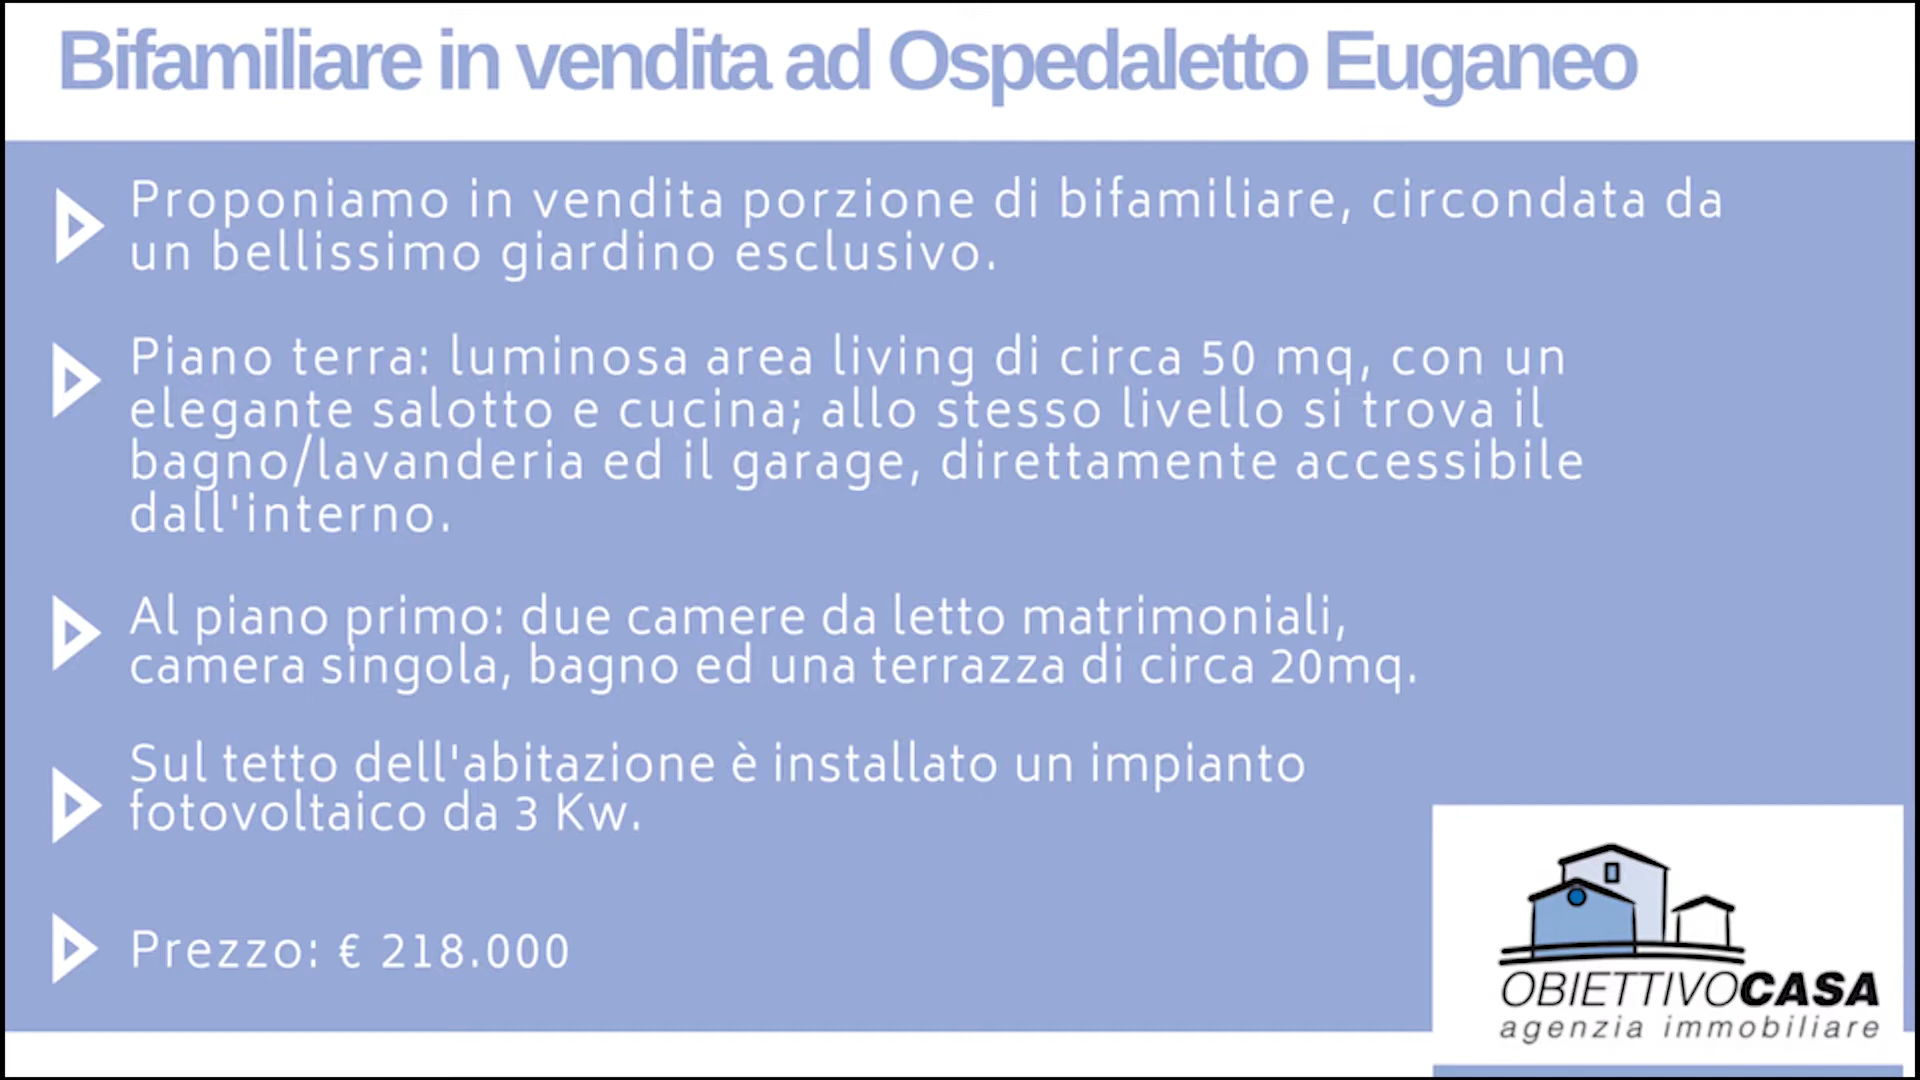 Bifamiliare in vendita ad Ospedaletto Euganeo
Proponiamo in vendita porzione di bifamiliare, circondata da
un bellissimo giardino esclusivo.
Piano terra: luminosa area living di circa 50 mq, con un
elegante salotto e cucina; allo stesso livello si trova il
bagno/lavanderia ed il garage, direttamente accessibile
dall'interno.
Al piano primo: due camere da letto matrimoniali,
camera singola, bagno ed una terrazza di circa 20mq.
Sul tetto dell'abitazione è installato un impianto
fotovoltaico da 3 Kw.
Prezzo: € 218.000
OBIETTIVOCASA
agenzia immobiliare